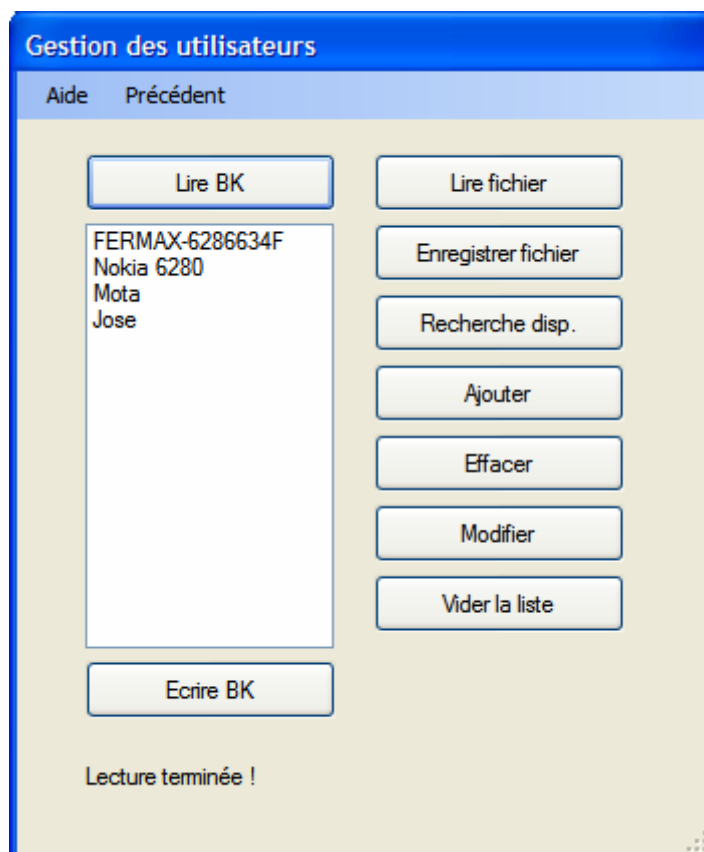 Gestion des utilisateurs
Aide Précédent
Lire BK
FERMAX-6286634F
Nokia 6280
Mota
Jose
Ecrire BK
Lecture terminée !
Lire fichier
Enregistrer fichier
Recherche disp.
Ajouter
Effacer
Modifier
Vider la liste